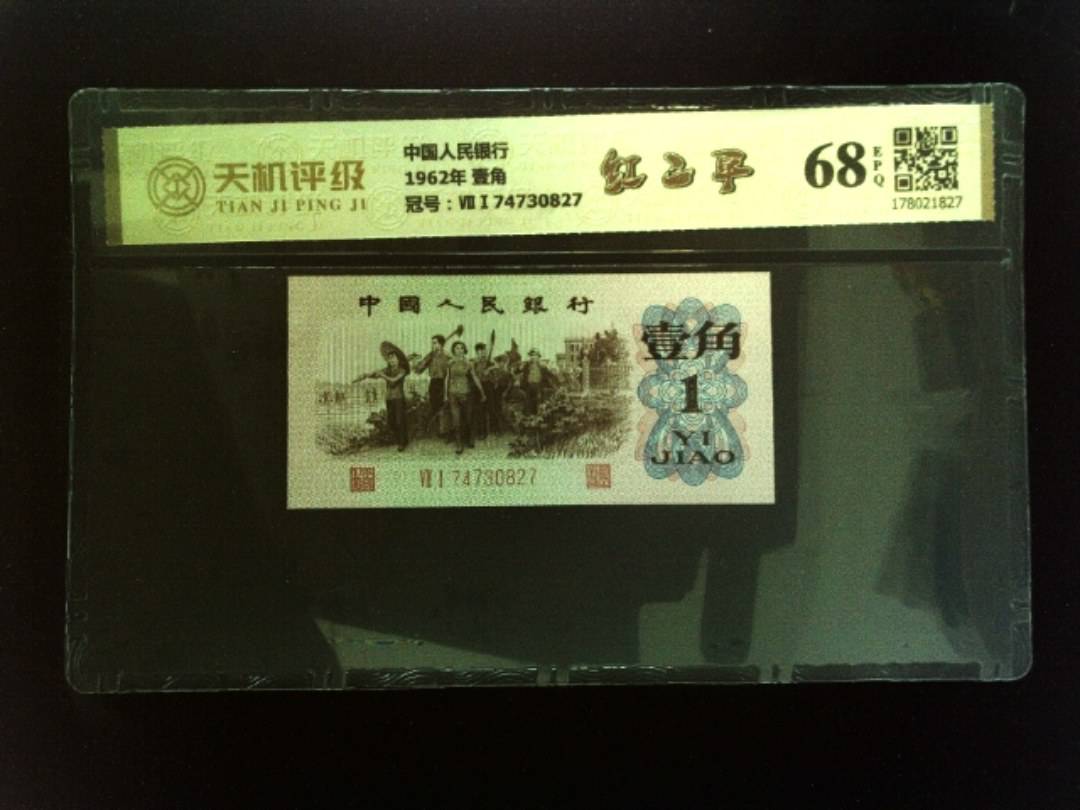 天机评级
TIAN JI PING JI
中国人民银行
1962年 壹角
冠号：Ⅶ Ⅰ 74730827
红二平
68
EPQ
178021827
中國人民銀行
壹角
1
YI
JIAO
Ⅶ Ⅰ 74730827